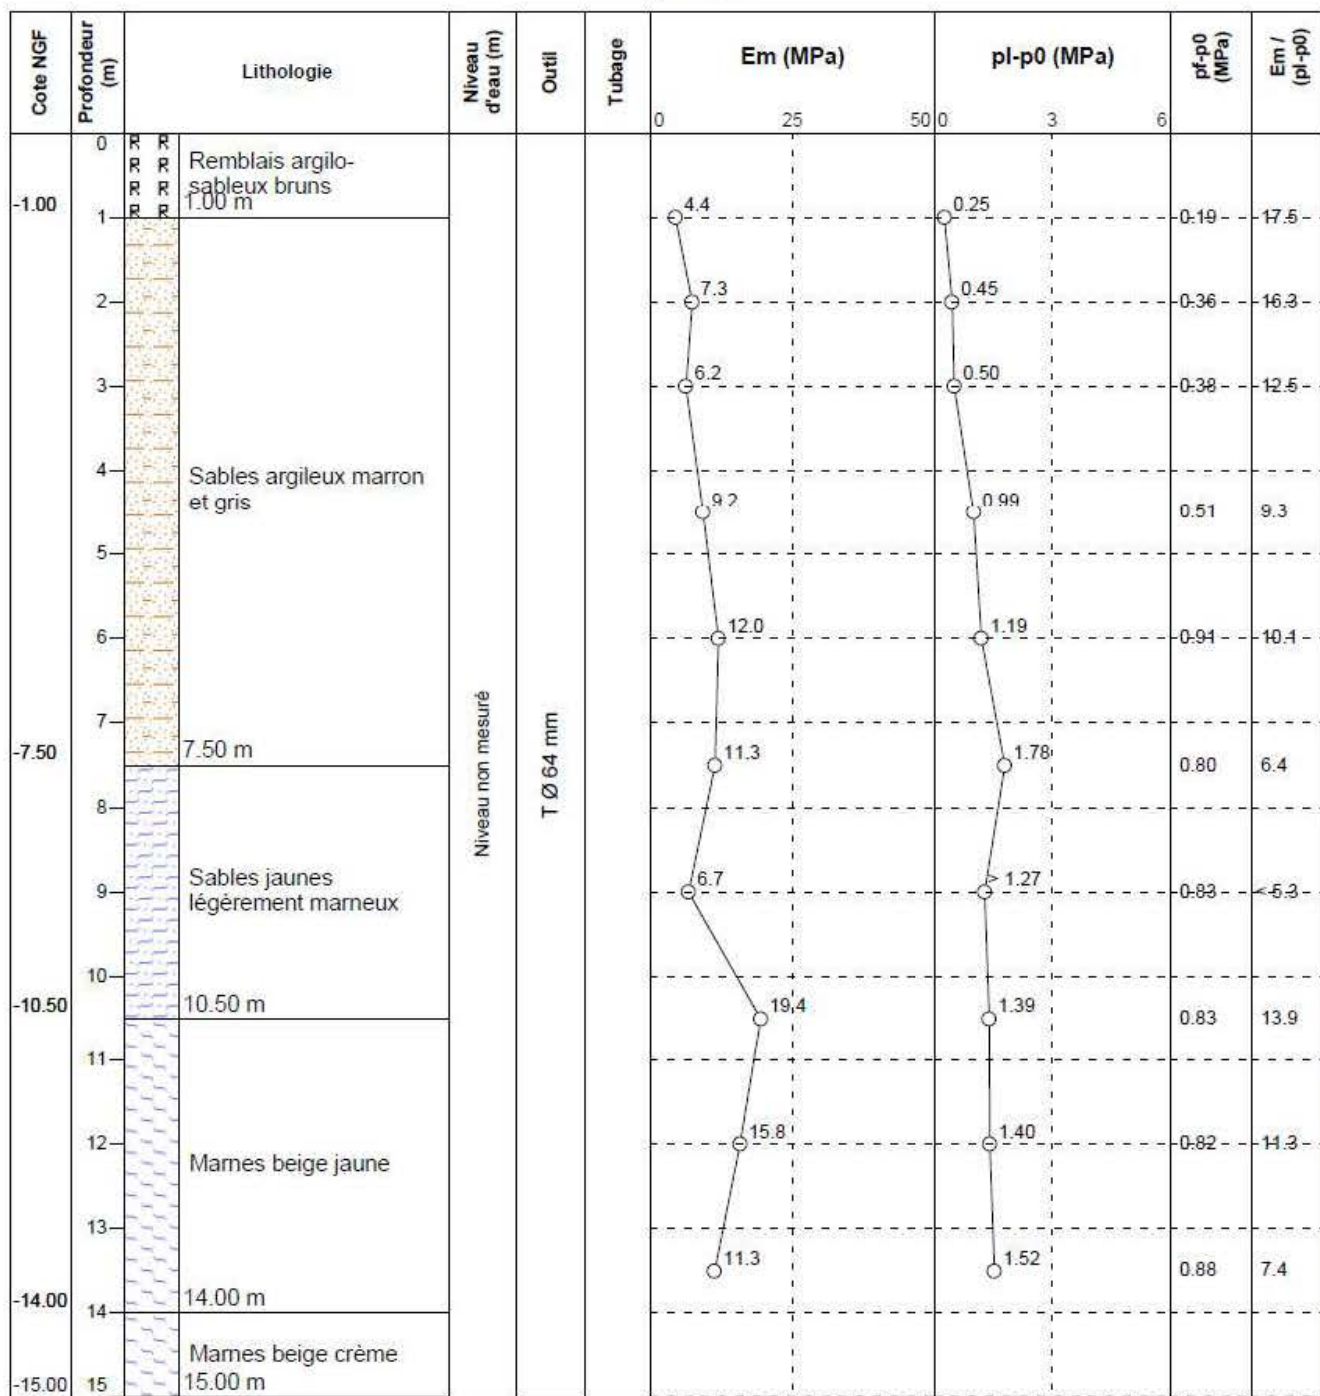 Cote NGF
Profondeur (m)
Lithologie
Niveau d'eau (m)
Outil
Tubage
Em (MPa)
pl-p0 (MPa)
pf-p0 (MPa)
Em / (pl-p0)
0 25 50 0 3 6
0
R R
R R
R R
R R
Remblais argilo-
sableux bruns
-1.00 1.00 m
1 4.4 0.25 0.19 17.5
2 7.3 0.45 0.36 16.3
3 6.2 0.50 0.38 12.5
4
Sables argileux marron
et gris
9.2 0.99 0.51 9.3
5
6 12.0 1.19 0.91 10.1
7
-7.50 7.50 m
11.3 1.78 0.80 6.4
Niveau non mesuré
T Ø 64 mm
8
Sables jaunes
légèrement marneux
9 6.7 > 1.27 0.83 < 5.3
10
-10.50 10.50 m
19.4 1.39 0.83 13.9
11
12 15.8 1.40 0.82 11.3
Marnes beige jaune
13
11.3 1.52 0.88 7.4
-14.00 14.00 m
14
Marnes beige crème
-15.00 15 15.00 m